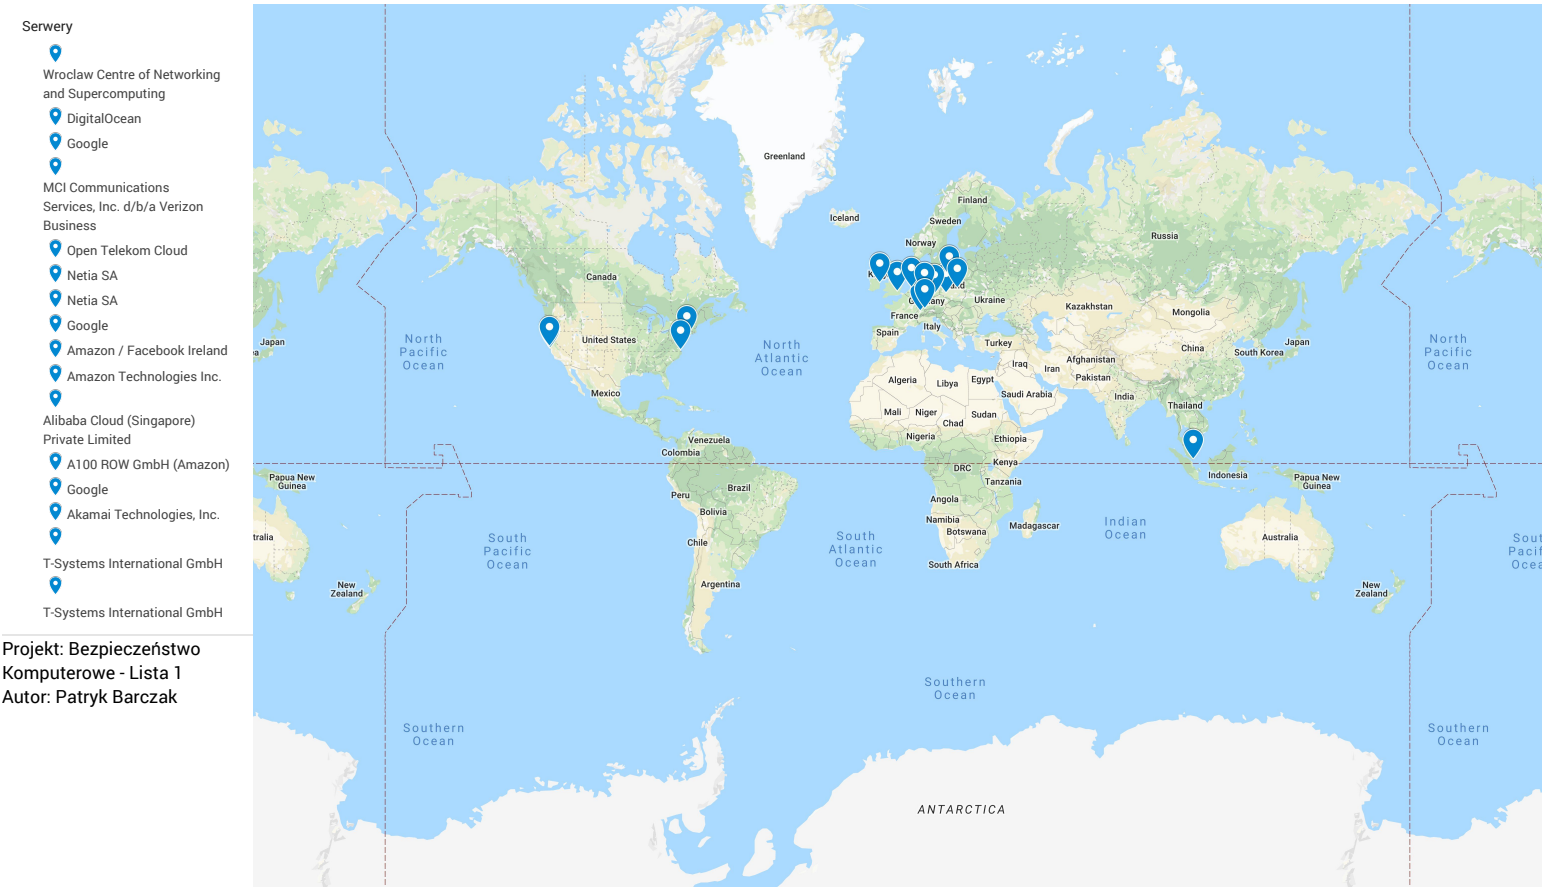 Serwery
Wroclaw Centre of Networking
and Supercomputing
DigitalOcean
Google
MCI Communications
Services, Inc. d/b/a Verizon
Business
Open Telekom Cloud
Netia SA
Netia SA
Google
Amazon / Facebook Ireland
Amazon Technologies Inc.
Alibaba Cloud (Singapore)
Private Limited
A100 ROW GmbH (Amazon)
Google
Akamai Technologies, Inc.
T-Systems International GmbH
T-Systems International GmbH
Projekt: Bezpieczeństwo
Komputerowe - Lista 1
Autor: Patryk Barczak
Greenland
Iceland
Finland
Sweden
Norway
Russia
Canada
Ukraine
Kazakhstan
Mongolia
France
Italy
Spain
Turkey
United States
Japan
North
Pacific
Ocean
North
Atlantic
Ocean
China
South Korea
Japan
North
Pacific
Ocean
Iraq
Iran
Afghanistan
Pakistan
Algeria
Libya
Egypt
Saudi Arabia
India
Mexico
Thailand
Mali
Niger
Chad
Sudan
Nigeria
Ethiopia
Venezuela
Colombia
DRC
Kenya
Tanzania
Indonesia
Papua New
Guinea
Papua New
Guinea
Brazil
Peru
Bolivia
Angola
Namibia
Botswana
Madagascar
Indian
Ocean
South
Pacific
Ocean
South
Atlantic
Ocean
Chile
South Africa
Australia
tralia
Sout
Pacif
Ocea
Argentina
New
Zealand
New
Zealand
Southern
Ocean
Southern
Ocean
Southern
Ocean
ANTARCTICA